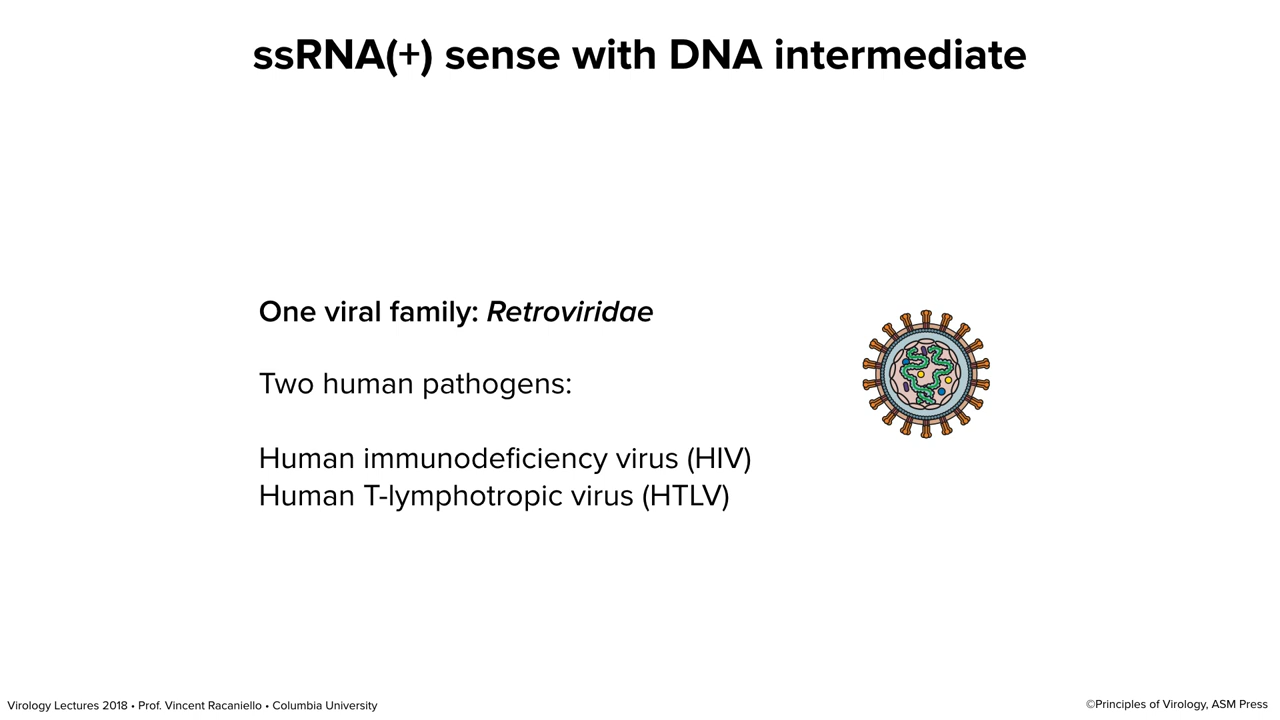 ssRNA(+) sense with DNA intermediate
One viral family: Retroviridae
Two human pathogens:
Human immunodeficiency virus (HIV)
Human T-lymphotropic virus (HTLV)
Virology Lectures 2018 • Prof. Vincent Racaniello • Columbia University
©Principles of Virology, ASM Press